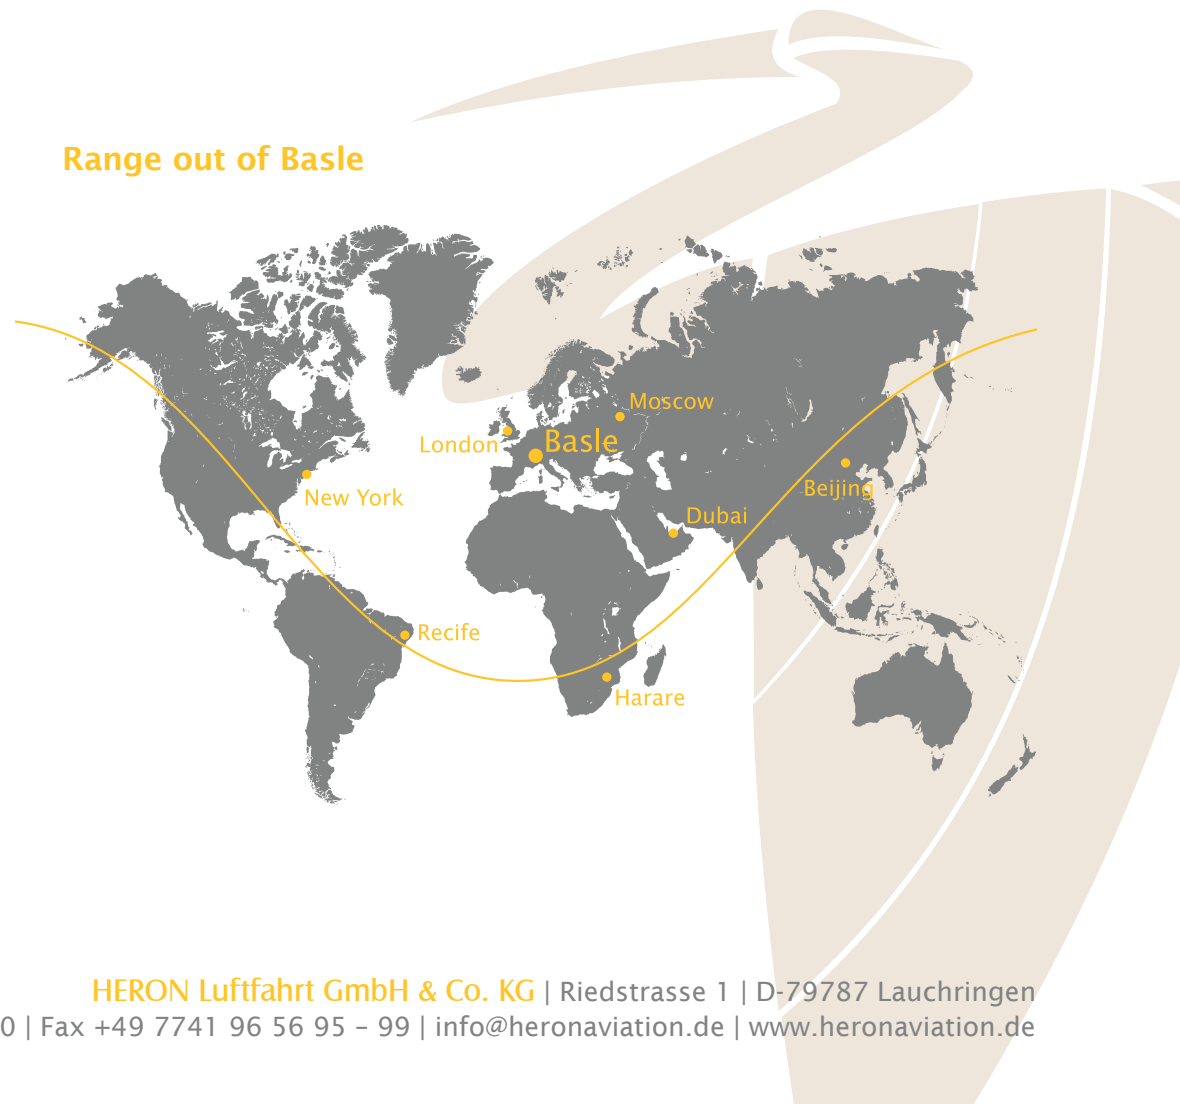 Range out of Basle
Moscow
London
Basle
New York
Beijing
Dubai
Recife
Harare
HERON Luftfahrt GmbH & Co. KG | Riedstrasse 1 | D-79787 Lauchringen
0 | Fax +49 7741 96 56 95 – 99 | info@heronaviation.de | www.heronaviation.de